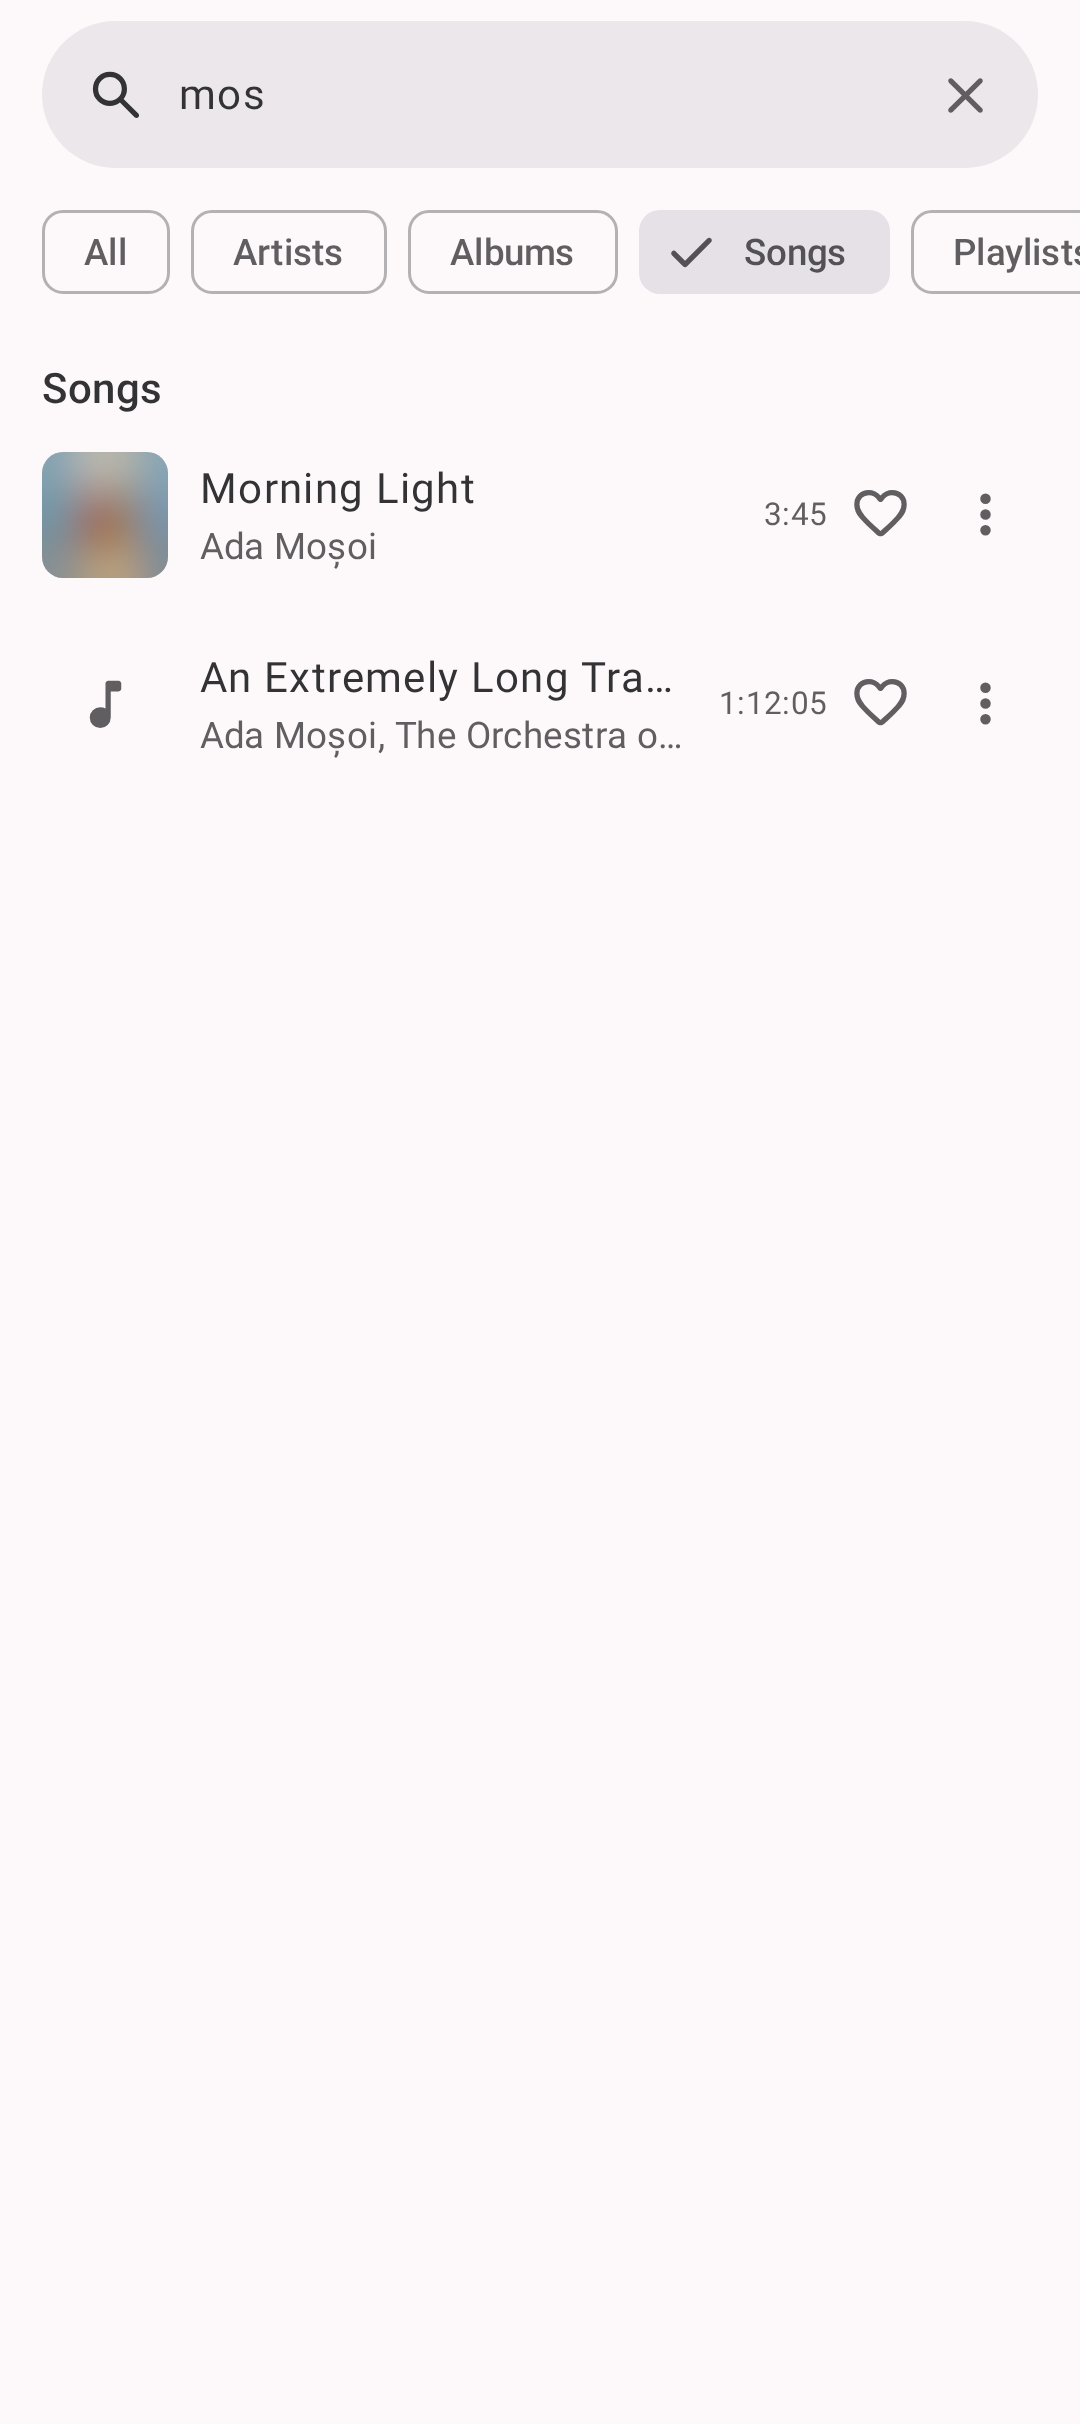 mos
All Artists Albums Songs Playlists
Songs
Morning Light
Ada Moșoi
3:45
An Extremely Long Tra…
Ada Moșoi, The Orchestra o…
1:12:05